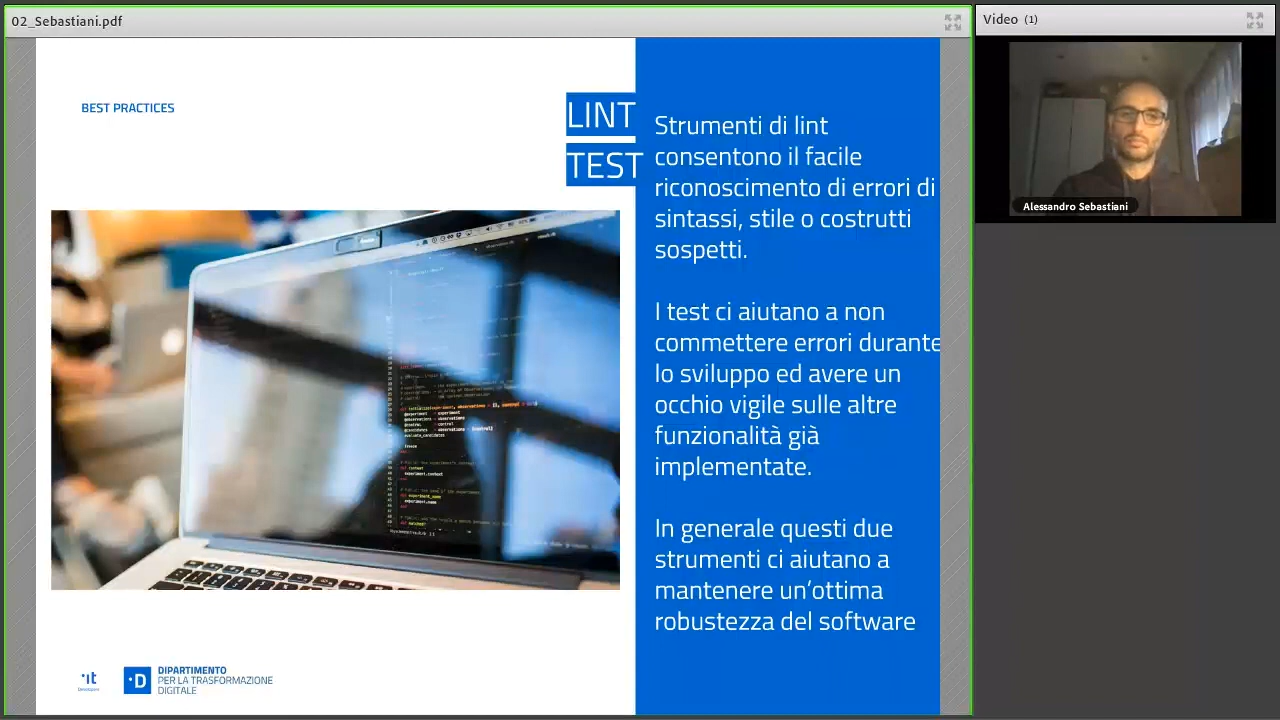 02_Sebastiani.pdf
Video (1)
BEST PRACTICES
LINT
TEST
Strumenti di lint
consentono il facile
riconoscimento di errori di
sintassi, stile o costrutti
sospetti.
I test ci aiutano a non
commettere errori durante
lo sviluppo ed avere un
occhio vigile sulle altre
funzionalità già
implementate.
In generale questi due
strumenti ci aiutano a
mantenere un'ottima
robustezza del software
Alessandro Sebastiani
·it
·D
DIPARTIMENTO
PER LA TRASFORMAZIONE
DIGITALE